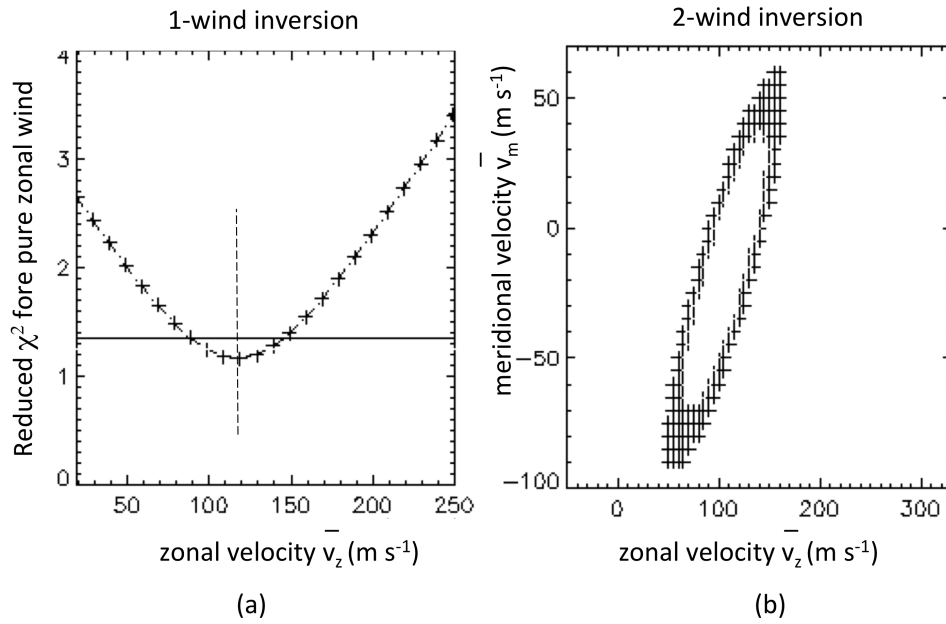 1-wind inversion
Reduced χ² fore pure zonal wind
4
3
2
1
0
50 100 150 200 250
zonal velocity v̄z (m s⁻¹)
(a)
2-wind inversion
meridional velocity v̄m (m s⁻¹)
50
0
−50
−100
0 100 200 300
zonal velocity v̄z (m s⁻¹)
(b)